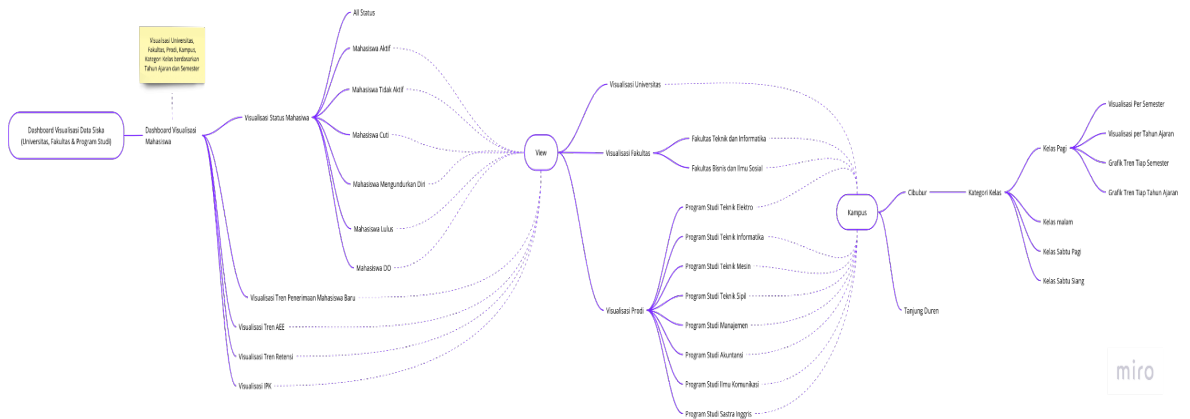 Visualisasi Universitas,
Fakultas, Prodi, Kampus,
Kategori Kelas berdasarkan
Tahun Ajaran dan Semester
Dashboard Visualisasi Data Siska
(Universitas, Fakultas & Program Studi)
Dashboard Visualisasi
Mahasiswa
Visualisasi Status Mahasiwa
All Status
Mahasiswa Aktif
Mahasiswa Tidak Aktif
Mahasiswa Cuti
Mahasiswa Mengundurkan Diri
Mahasiswa Lulus
Mahasiswa DO
Visualisasi Tren Penerimaan Mahasiswa Baru
Visualisasi Tren AEE
Visualisasi Tren Retensi
Visualisasi IPK
View
Visualisasi Universitas
Visualisasi Fakultas
Fakultas Teknik dan Informatika
Fakultas Bisnis dan Ilmu Sosial
Visualisasi Prodi
Program Studi Teknik Elektro
Program Studi Teknik Informatika
Program Studi Teknik Mesin
Program Studi Teknik Sipil
Program Studi Manajemen
Program Studi Akuntansi
Program Studi Ilmu Komunikasi
Program Studi Sastra Inggris
Kampus
Cibubur
Tanjung Duren
Kategori Kelas
Kelas Pagi
Kelas malam
Kelas Sabtu Pagi
Kelas Sabtu Siang
Visualisasi Per Semester
Visualisasi per Tahan Ajaran
Grafik Tren Tiap Semester
Grafik Tren Tiap Tahun Ajaran
miro